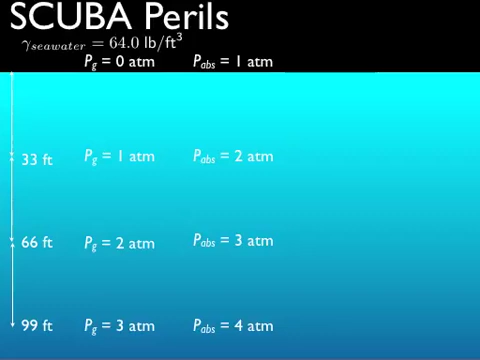 SCUBA Perils
γseawater = 64.0 lb/ft³
Pg = 0 atm Pabs = 1 atm
33 ft Pg = 1 atm Pabs = 2 atm
66 ft Pg = 2 atm Pabs = 3 atm
99 ft Pg = 3 atm Pabs = 4 atm